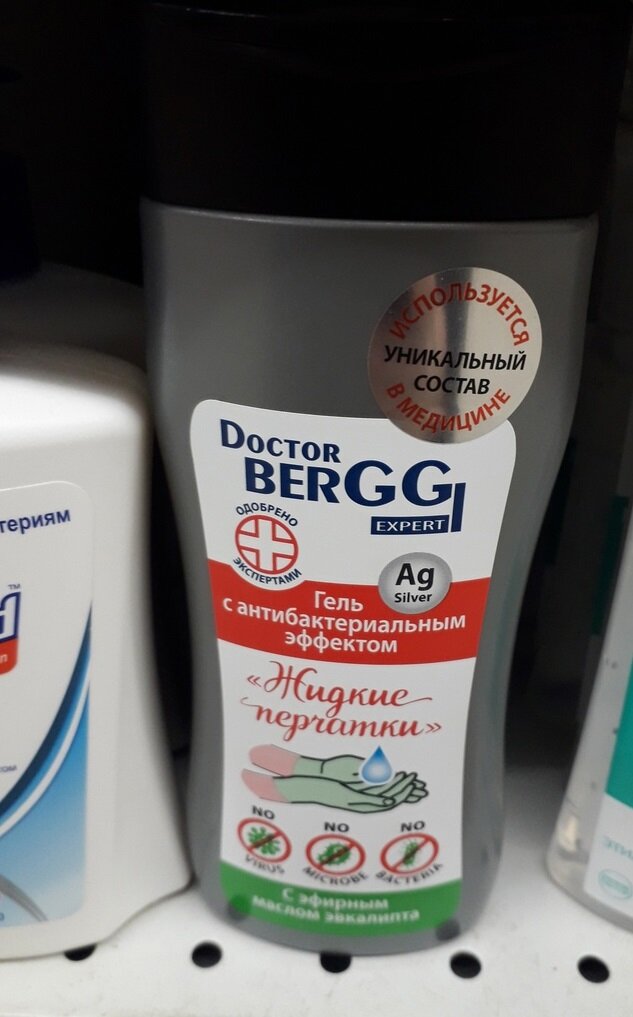 ИСПОЛЬЗУЕТСЯ
УНИКАЛЬНЫЙ
СОСТАВ
В МЕДИЦИНЕ
DOCTOR
BERGG
EXPERT
ОДОБРЕНО
ЭКСПЕРТАМИ
Ag
Silver
Гель
с антибактериальным
эффектом
«Жидкие
перчатки»
NO
VIRUS
NO
MICROBE
NO
BACTERIA
С эфирным
маслом эвкалипта
териям
TM